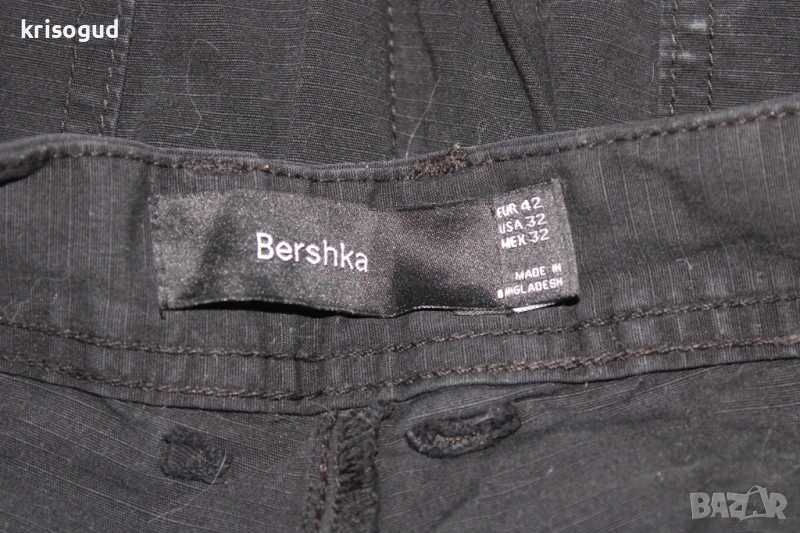 krisogud
Bershka
EUR 42
USA 32
MEX 32
MADE IN
BANGLADESH
BAZAR